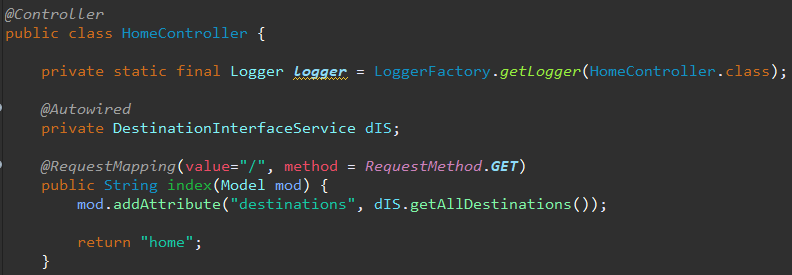 @Controller
public class HomeController {
private static final Logger logger = LoggerFactory.getLogger(HomeController.class);
@Autowired
private DestinationInterfaceService dIS;
@RequestMapping(value="/", method = RequestMethod.GET)
public String index(Model mod) {
mod.addAttribute("destinations", dIS.getAllDestinations());
return "home";
}